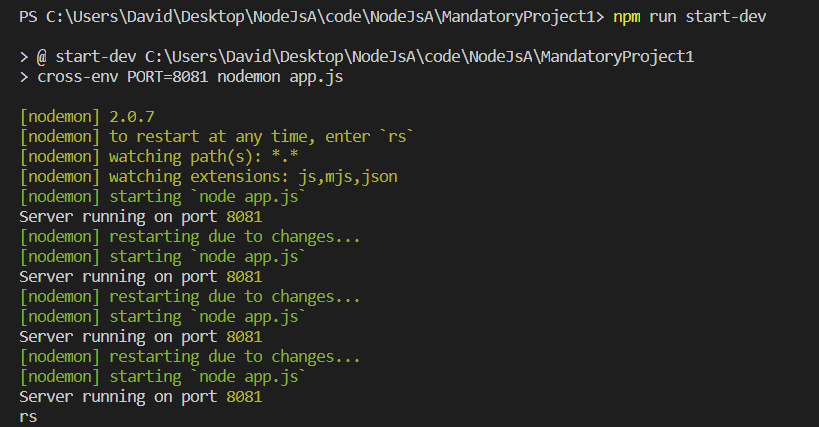 PS C:\Users\David\Desktop\NodeJsA\code\NodeJsA\MandatoryProject1> npm run start-dev
> @ start-dev C:\Users\David\Desktop\NodeJsA\code\NodeJsA\MandatoryProject1
> cross-env PORT=8081 nodemon app.js
[nodemon] 2.0.7
[nodemon] to restart at any time, enter `rs`
[nodemon] watching path(s): *.*
[nodemon] watching extensions: js,mjs,json
[nodemon] starting `node app.js`
Server running on port 8081
[nodemon] restarting due to changes...
[nodemon] starting `node app.js`
Server running on port 8081
[nodemon] restarting due to changes...
[nodemon] starting `node app.js`
Server running on port 8081
[nodemon] restarting due to changes...
[nodemon] starting `node app.js`
Server running on port 8081
rs